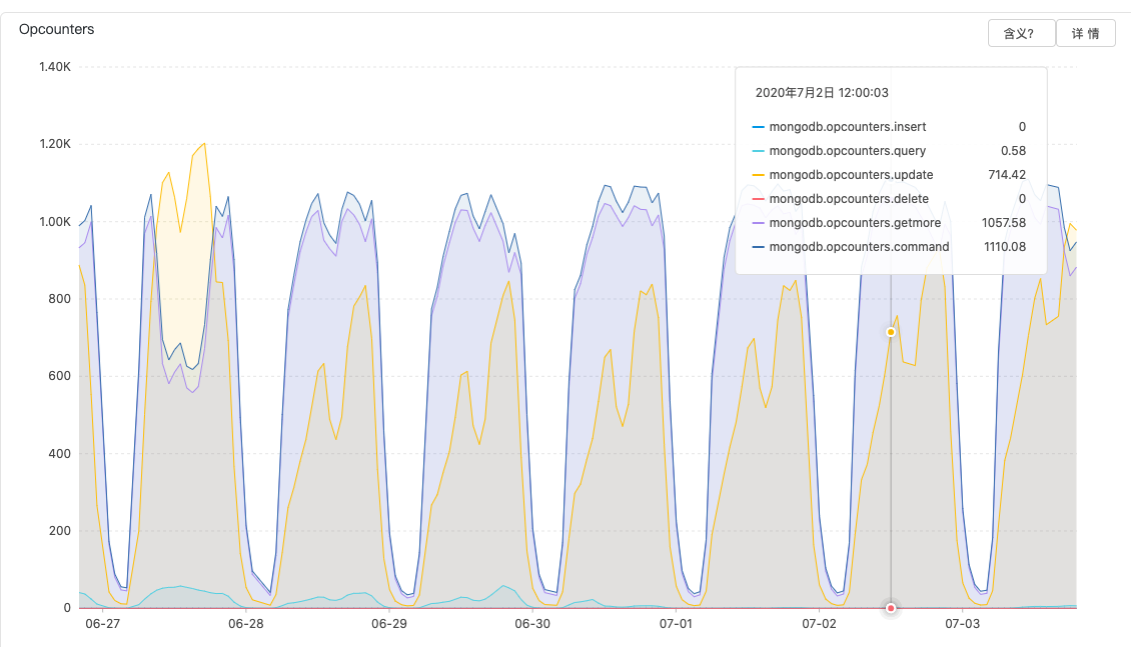 Opcounters
含义?
详 情
1.40K
2020年7月2日 12:00:03
mongodb.opcounters.insert 0
1.20K
mongodb.opcounters.query 0.58
mongodb.opcounters.update 714.42
mongodb.opcounters.delete 0
1.00K
mongodb.opcounters.getmore 1057.58
mongodb.opcounters.command 1110.08
800
600
400
200
0
06-27 06-28 06-29 06-30 07-01 07-02 07-03